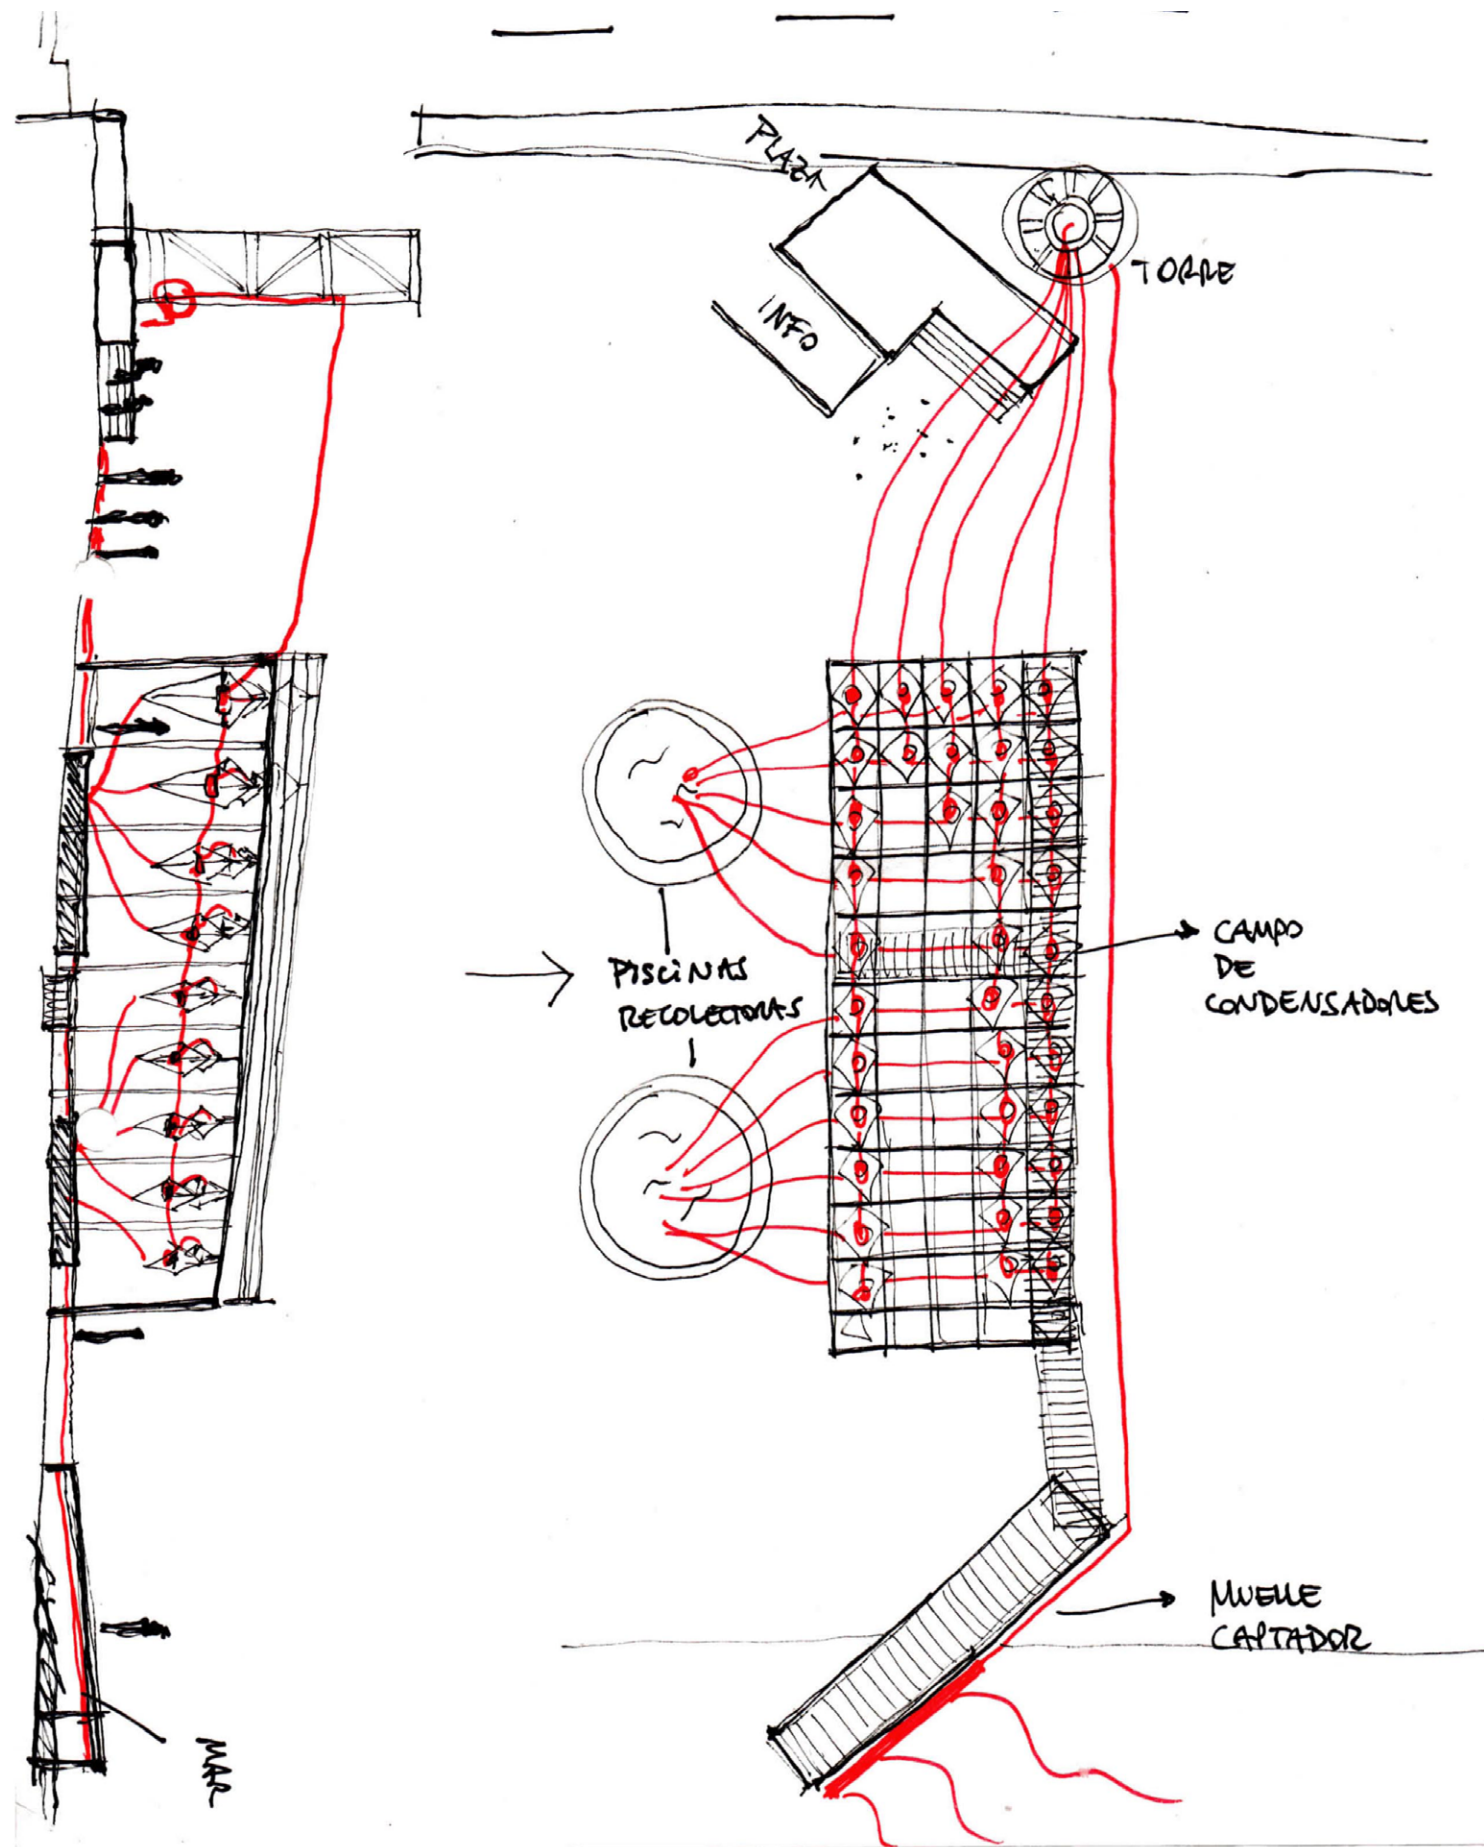 PLAZA
INFO
TORRE
PISCINAS
RECOLECTORAS
CAMPO
DE
CONDENSADORES
MUELLE
CAPTADOR
MAR